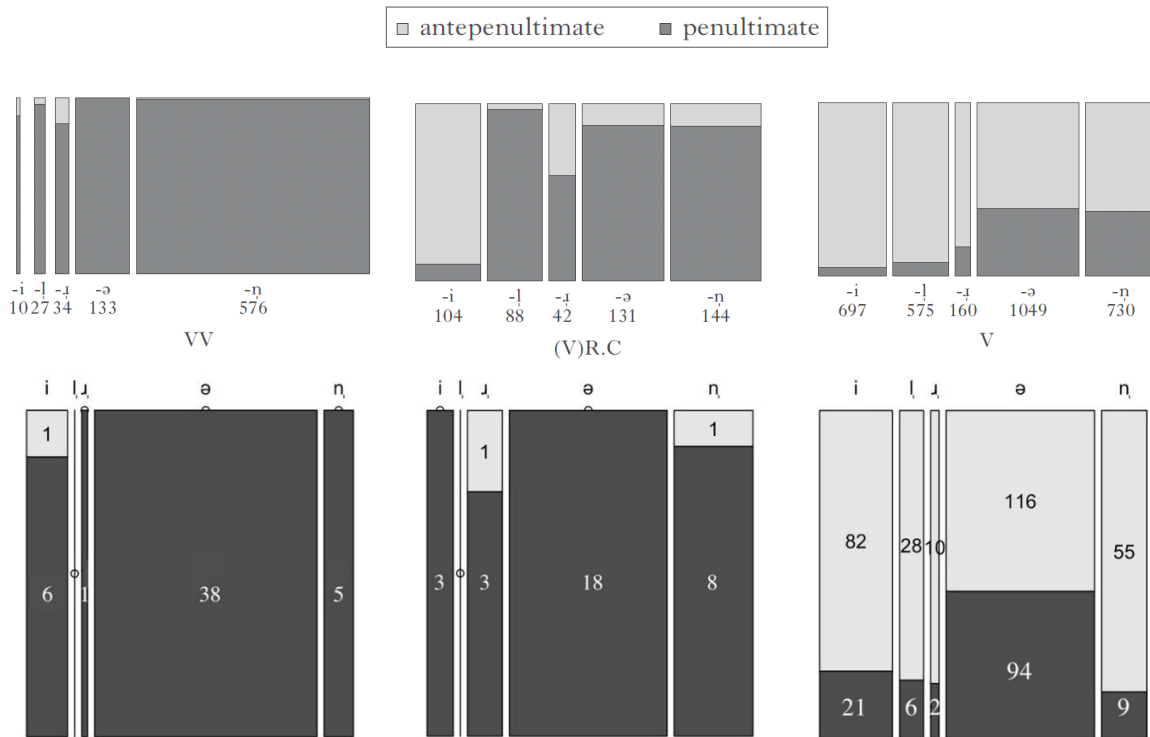 antepenultimate penultimate
-i -l̩ -ɹ̩ -ə -n̩ -i -l̩ -ɹ̩ -ə -n̩ -i -l̩ -ɹ̩ -ə -n̩
10 27 34 133 576 104 88 42 131 144 697 575 160 1049 730
VV (V)R.C V
i l̩ ɹ̩ ə n̩ i l̩ ɹ̩ ə n̩ i l̩ ɹ̩ ə n̩
1 1 1 82 28 10 116 55
6 1 38 5 3 3 18 8 21 6 2 94 9